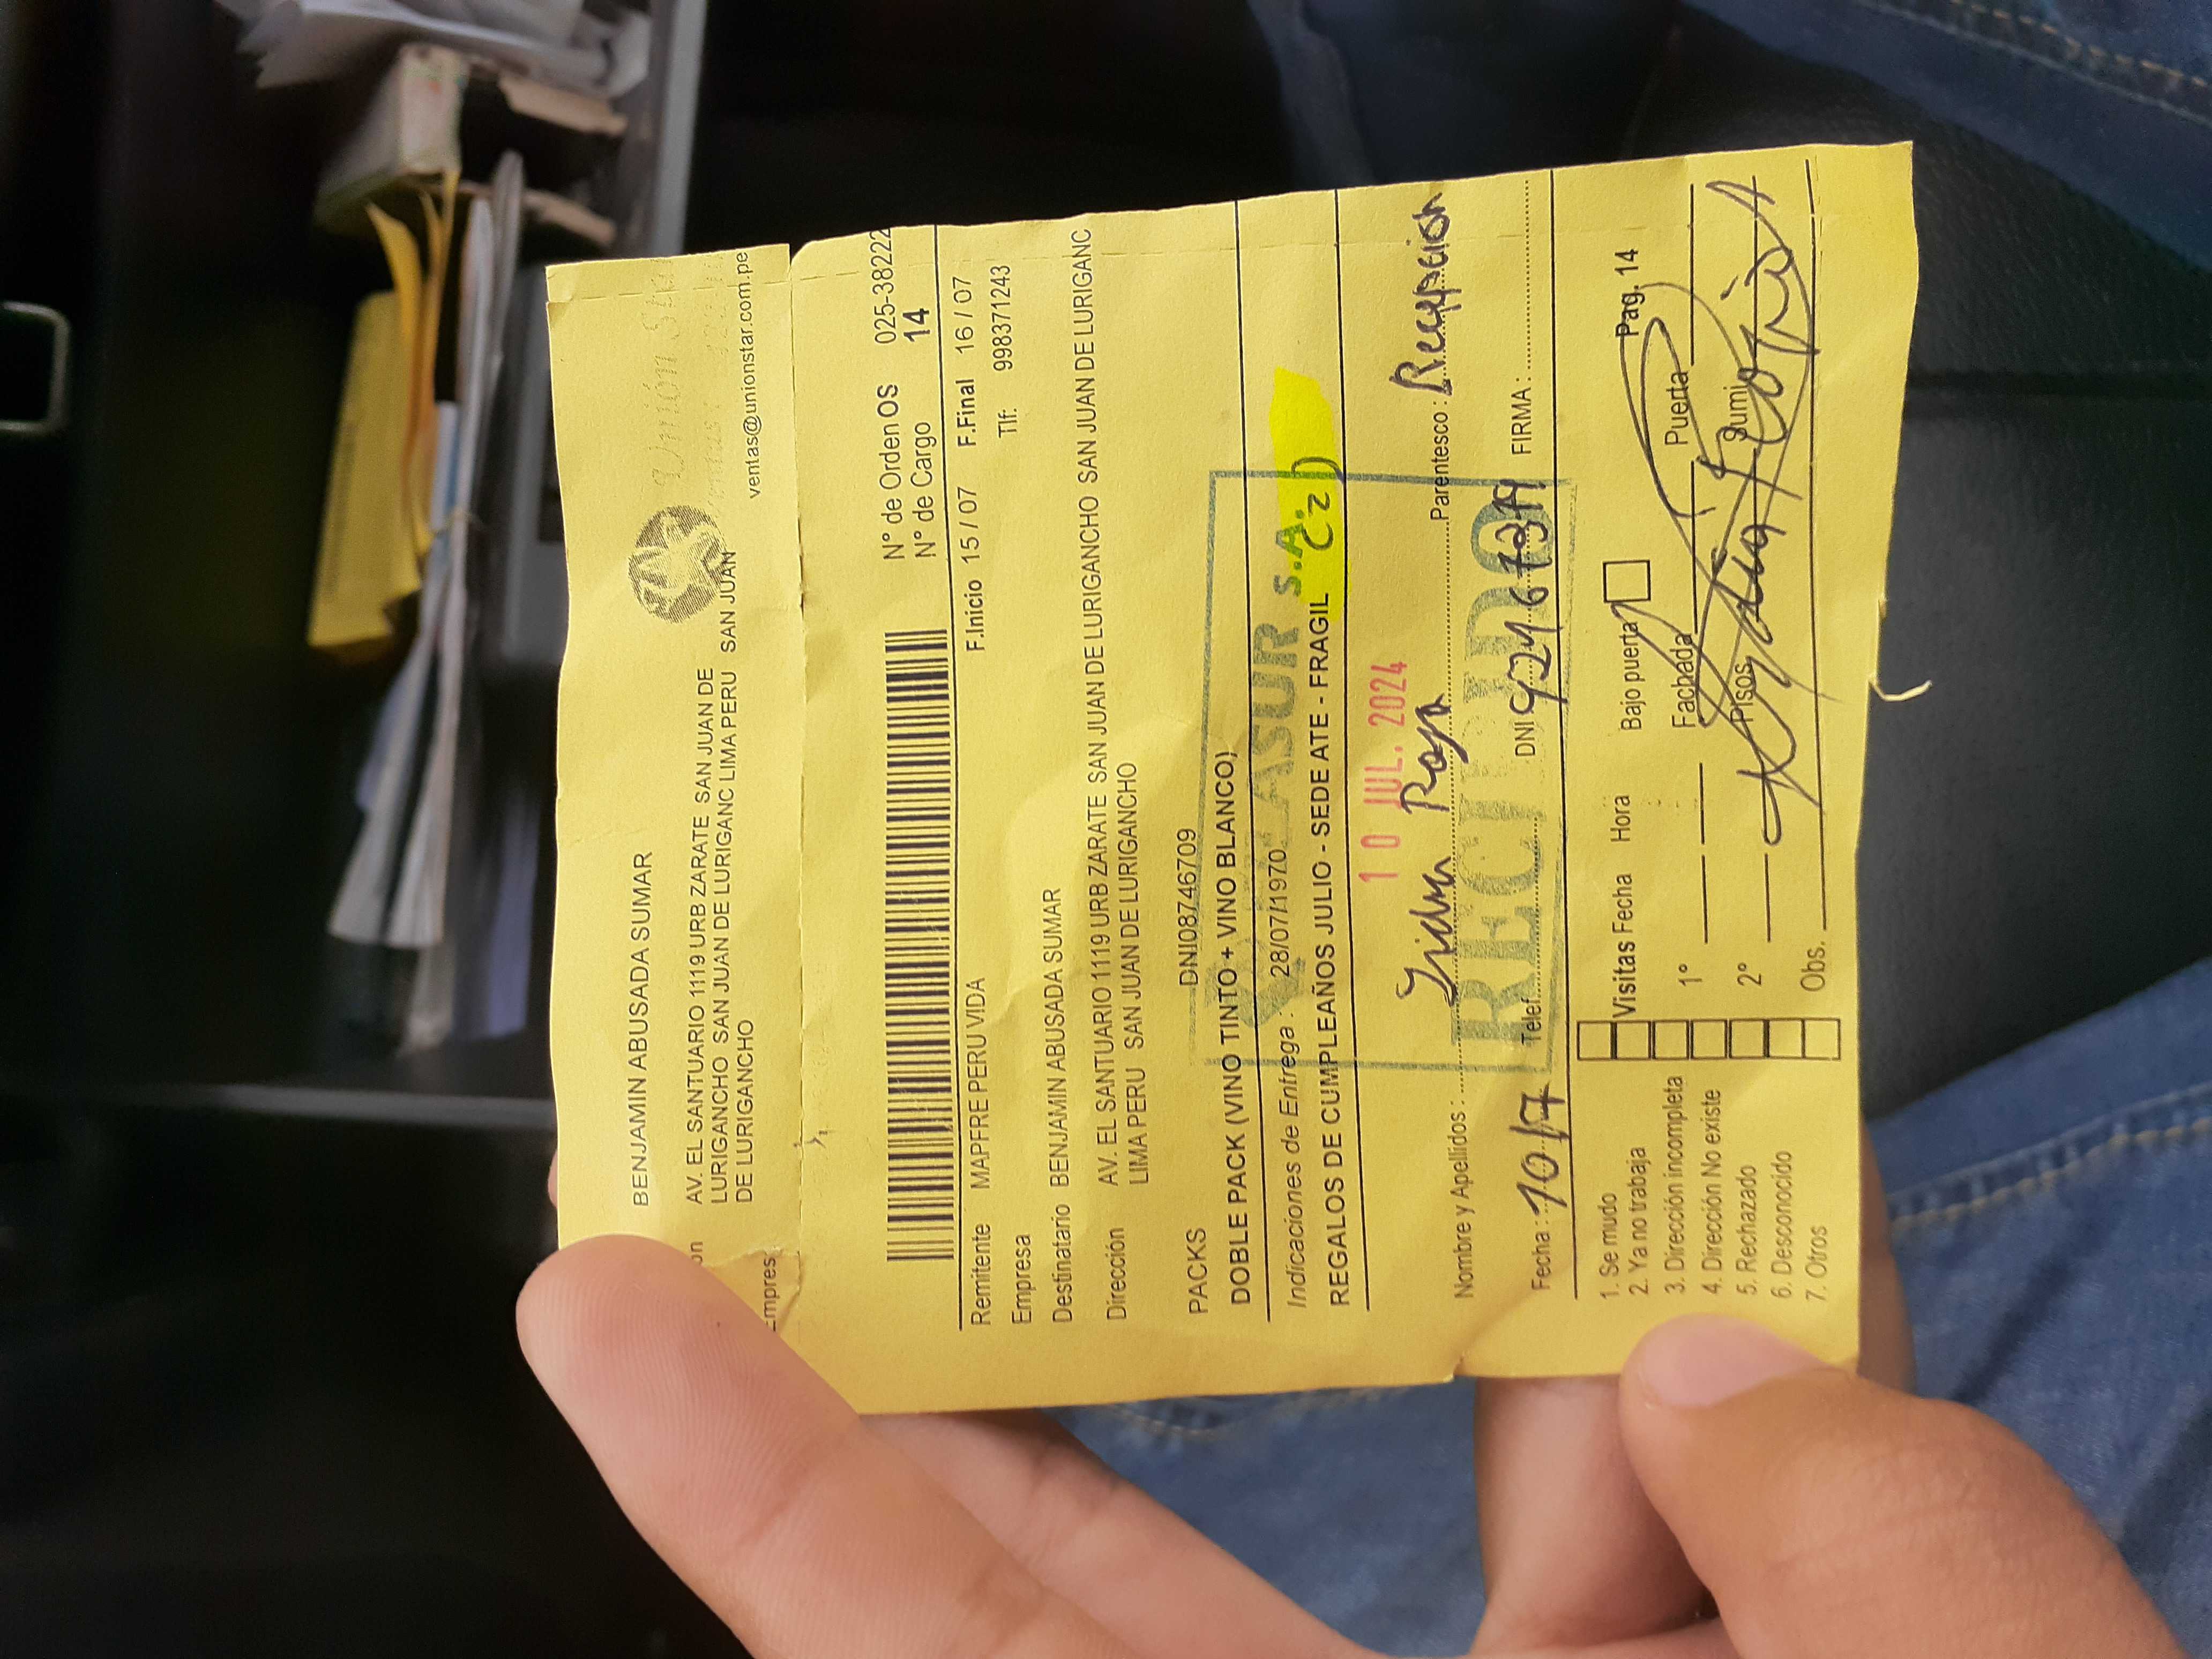 BENJAMIN ABUSADA SUMAR
AV. EL SANTUARIO 1119 URB ZARATE SAN JUAN DE
LURIGANCHO SAN JUAN DE LURIGANC LIMA PERU SAN JUAN
DE LURIGANCHO
Unión Star
ventas@unionstar.com.pe
N° de Orden OS 025-38222
N° de Cargo 14
Remitente MAPFRE PERU VIDA
F.Inicio 15 / 07 F.Final 16 / 07
Empresa
Tlf: 998371243
Destinatario BENJAMIN ABUSADA SUMAR
Dirección AV. EL SANTUARIO 1119 URB ZARATE SAN JUAN DE LURIGANCHO SAN JUAN DE LURIGANC
LIMA PERU SAN JUAN DE LURIGANCHO
PACKS DNI08746709
DOBLE PACK (VINO TINTO + VINO BLANCO)
Indicaciones de Entrega : 28/07/1970
S.A.
REGALOS DE CUMPLEAÑOS JULIO - SEDE ATE - FRAGIL
10 JUL. 2024
RECIBIDO
Nombre y Apellidos : Parentesco : Recepción
Fecha : 10/7 Telef. DNI FIRMA :
1. Se mudo
2. Ya no trabaja
3. Dirección incompleta
4. Dirección No existe
5. Rechazado
6. Desconocido
7. Otros
Visitas Fecha Hora
1°
2°
Obs.
Bajo puerta Pag. 14
Fachada Puerta
Pisos Sumi